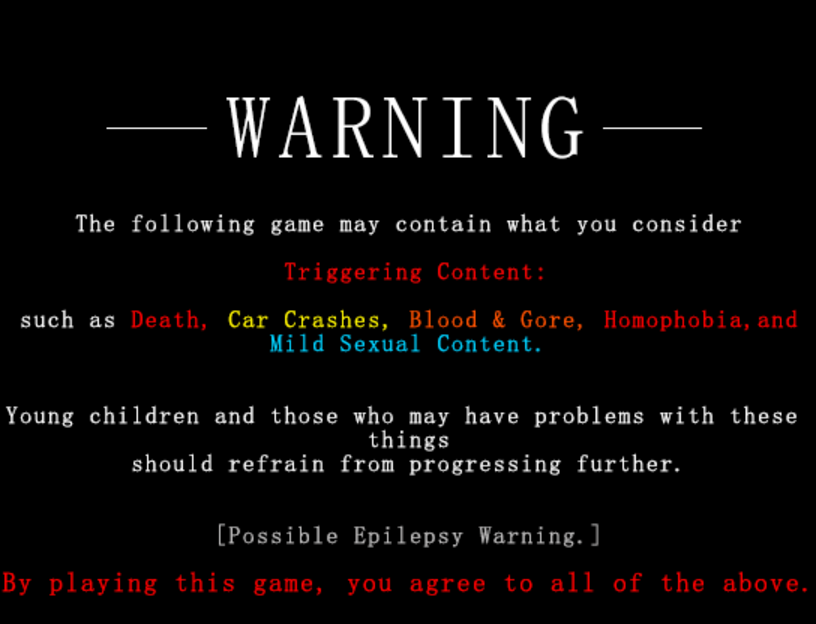 WARNING
The following game may contain what you consider
Triggering Content:
such as Death, Car Crashes, Blood & Gore, Homophobia,and
Mild Sexual Content.
Young children and those who may have problems with these
things
should refrain from progressing further.
[Possible Epilepsy Warning.]
By playing this game, you agree to all of the above.